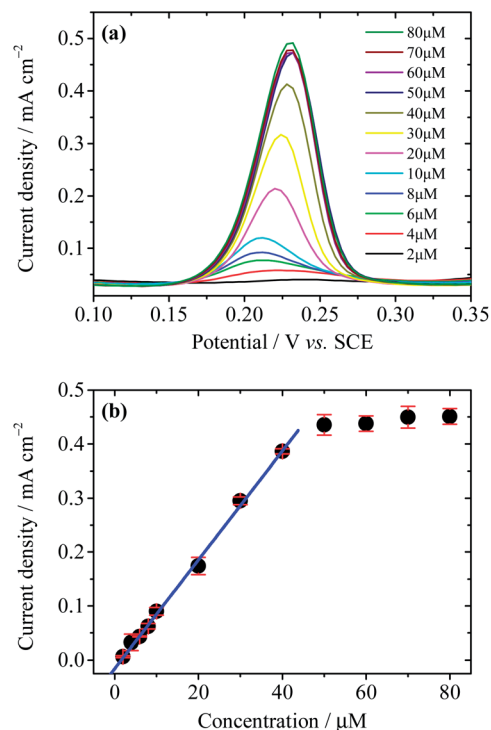 (a)
80μM
70μM
60μM
50μM
40μM
30μM
20μM
10μM
8μM
6μM
4μM
2μM
0.5
0.4
0.3
0.2
0.1
Current density / mA cm⁻²
0.10 0.15 0.20 0.25 0.30 0.35
Potential / V vs. SCE
(b)
0.5
0.4
0.3
0.2
0.1
0.0
Current density / mA cm⁻²
0 20 40 60 80
Concentration / μM